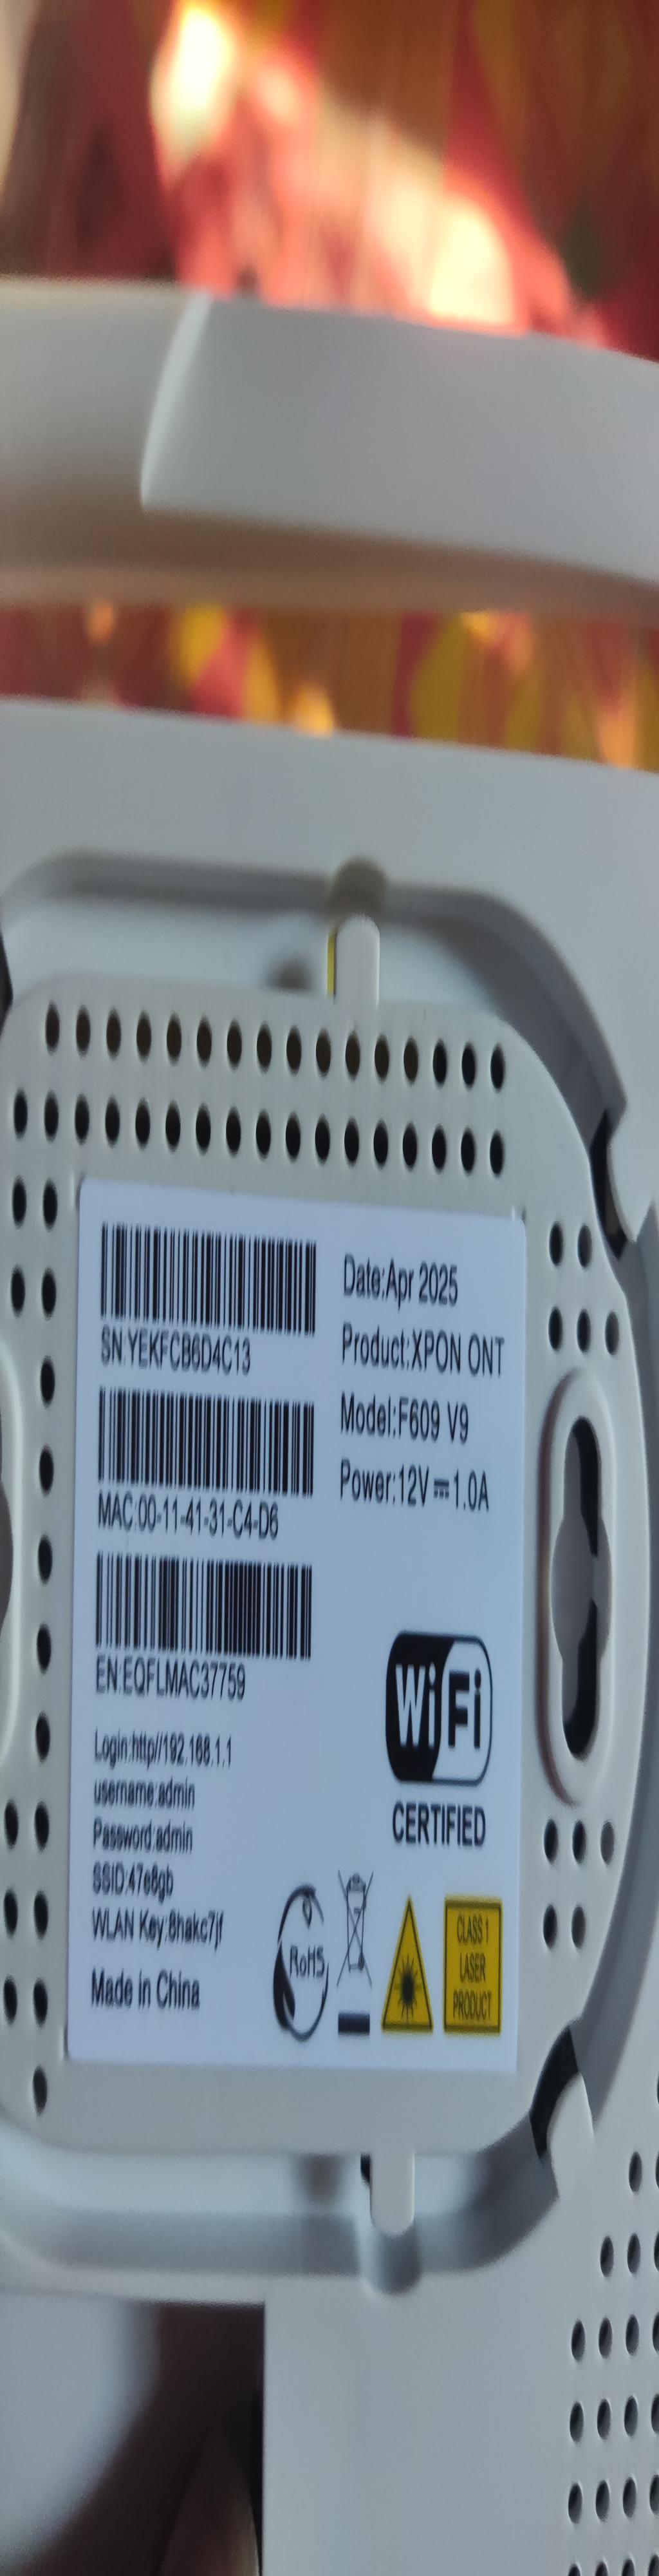 Date:Apr 2025
Product:XPON ONT
Model:F609 V9
Power:12V⎓1.0A
SN:YEKFCB6D4C13
MAC:00-11-41-31-C4-D6
EN:EQFLMAC37759
Login:http//192.168.1.1
username:admin
Password:admin
SSID:47e8gb
WLAN Key:8hakc7jf
Made in China
WiFi
CERTIFIED
RoHS
CLASS 1
LASER
PRODUCT